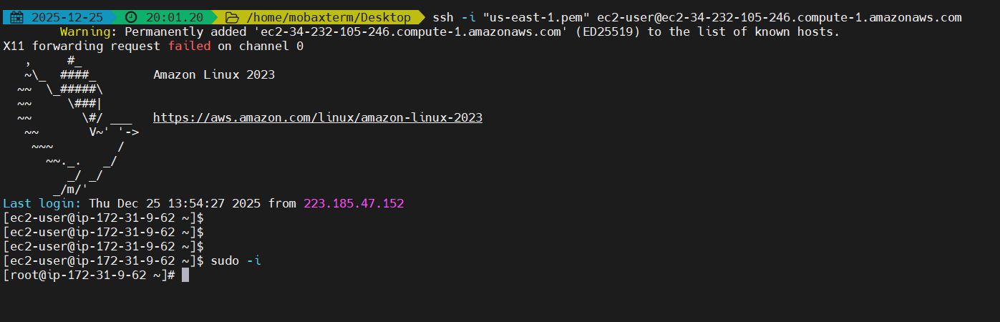 2025-12-25 20:01.20 /home/mobaxterm/Desktop ssh -i "us-east-1.pem" ec2-user@ec2-34-232-105-246.compute-1.amazonaws.com
Warning: Permanently added 'ec2-34-232-105-246.compute-1.amazonaws.com' (ED25519) to the list of known hosts.
X11 forwarding request failed on channel 0
   ,     #_
   ~\_  ####_        Amazon Linux 2023
  ~~  \_#####\
  ~~     \###|
  ~~       \#/ ___   https://aws.amazon.com/linux/amazon-linux-2023
   ~~       V~' '->
    ~~~         /
      ~~._.   _/
         _/ _/
       _/m/'
Last login: Thu Dec 25 13:54:27 2025 from 223.185.47.152
[ec2-user@ip-172-31-9-62 ~]$
[ec2-user@ip-172-31-9-62 ~]$
[ec2-user@ip-172-31-9-62 ~]$
[ec2-user@ip-172-31-9-62 ~]$ sudo -i
[root@ip-172-31-9-62 ~]#